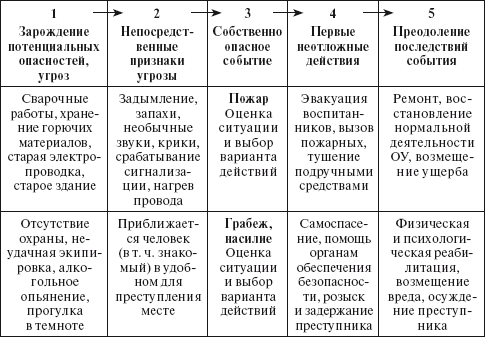 1 2 3 4 5
Зарождение
потенциальных
опасностей,
угроз
Непосредст-
венные
признаки
угрозы
Собственно
опасное
событие
Первые
неотложные
действия
Преодоление
последствий
события
Сварочные
работы, хране-
ние горючих
материалов,
старая электро-
проводка,
старое здание
Задымление,
запахи,
необычные
звуки, крики,
срабатывание
сигнализа-
ции, нагрев
провода
Пожар
Оценка
ситуации
и выбор
варианта
действий
Эвакуация
воспитан-
ников, вызов
пожарных,
тушение
подручными
средствами
Ремонт, вос-
становление
нормальной
деятельности
ОУ, возмеще-
ние ущерба
Отсутствие
охраны, не-
удачная экипи-
ровка, алко-
гольное
опьянение,
прогулка
в темноте
Приближает-
ся человек
(в т. ч. знако-
мый) в удоб-
ном для
преступления
месте
Грабеж,
насилие
Оценка
ситуации
и выбор
варианта
действий
Самоспасе-
ние, помощь
органам
обеспечения
безопаснос-
ти, розыск
и задержание
преступника
Физическая
и психологи-
ческая реаби-
литация,
возмещение
вреда, осужде-
ние преступ-
ника